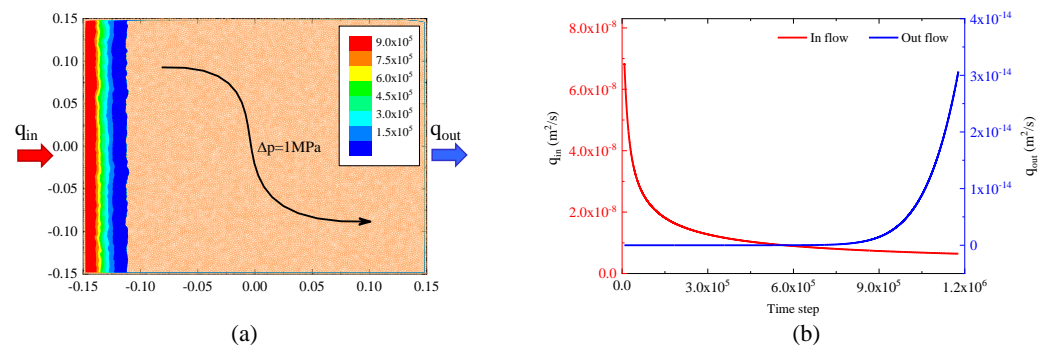 0.15
0.10
0.05
0.00
-0.05
-0.10
-0.15
-0.15
-0.10
-0.05
0.00
0.05
0.10
0.15
q_in
q_out
Δp=1MPa
9.0x10^5
7.5x10^5
6.0x10^5
4.5x10^5
3.0x10^5
1.5x10^5
(a)
8.0x10^-8
6.0x10^-8
4.0x10^-8
2.0x10^-8
0.0
q_in (m^2/s)
In flow
Out flow
4x10^-14
3x10^-14
2x10^-14
1x10^-14
0
-4x10^-15
q_out (m^2/s)
0.0
3.0x10^5
6.0x10^5
9.0x10^5
1.2x10^6
Time step
(b)